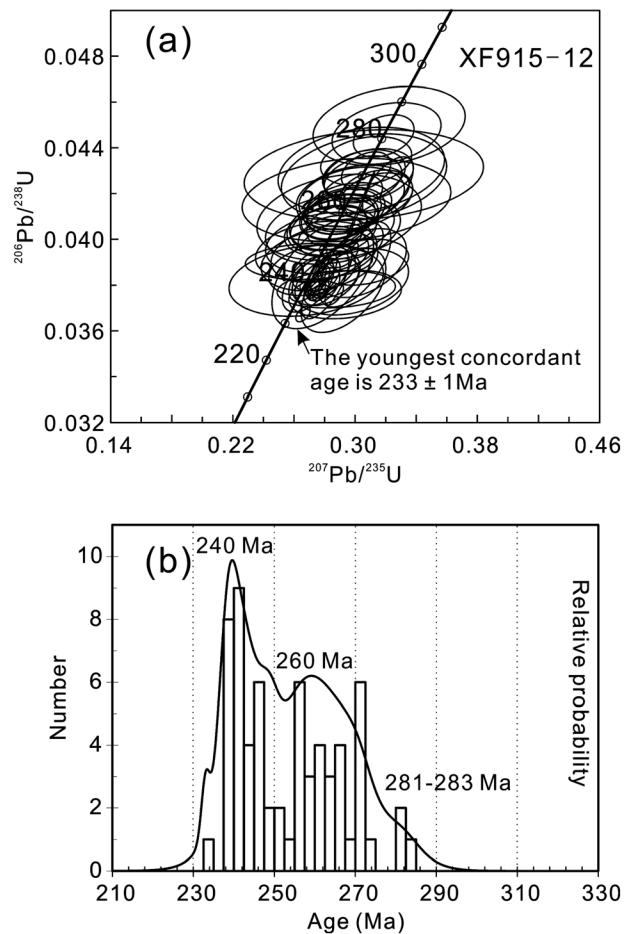 (a)
XF915-12
0.048
0.044
0.040
0.036
0.032
²⁰⁶Pb/²³⁸U
300
280
260
240
220
The youngest concordant
age is 233 ± 1Ma
0.14 0.22 0.30 0.38 0.46
²⁰⁷Pb/²³⁵U
(b)
240 Ma
260 Ma
281-283 Ma
10
8
6
4
2
0
Number
Relative probability
210 230 250 270 290 310 330
Age (Ma)